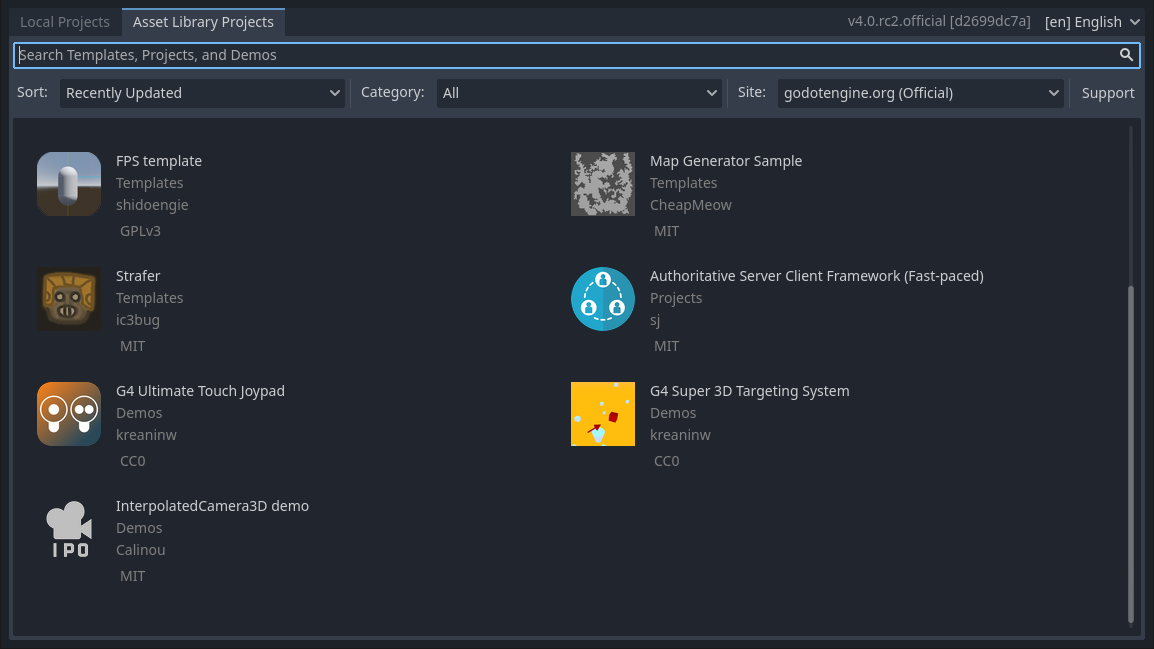 Local Projects
Asset Library Projects
v4.0.rc2.official [d2699dc7a]
[en] English
Search Templates, Projects, and Demos
Sort:
Recently Updated
Category:
All
Site:
godotengine.org (Official)
Support
FPS template
Templates
shidoengie
GPLv3
Map Generator Sample
Templates
CheapMeow
MIT
Strafer
Templates
ic3bug
MIT
Authoritative Server Client Framework (Fast-paced)
Projects
sj
MIT
G4 Ultimate Touch Joypad
Demos
kreaninw
CC0
G4 Super 3D Targeting System
Demos
kreaninw
CC0
IPO
InterpolatedCamera3D demo
Demos
Calinou
MIT